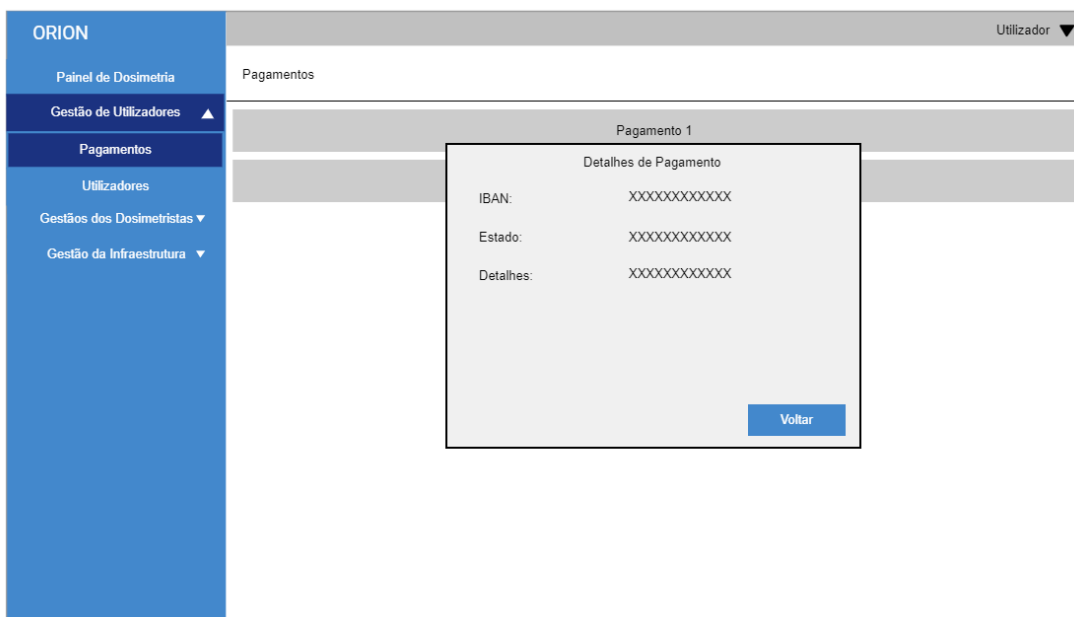 ORION
Utilizador
Painel de Dosimetria
Pagamentos
Gestão de Utilizadores
Pagamentos
Utilizadores
Gestãos dos Dosimetristas
Gestão da Infraestrutura
Pagamento 1
Detalhes de Pagamento
IBAN: XXXXXXXXXXXX
Estado: XXXXXXXXXXXX
Detalhes: XXXXXXXXXXXX
Voltar